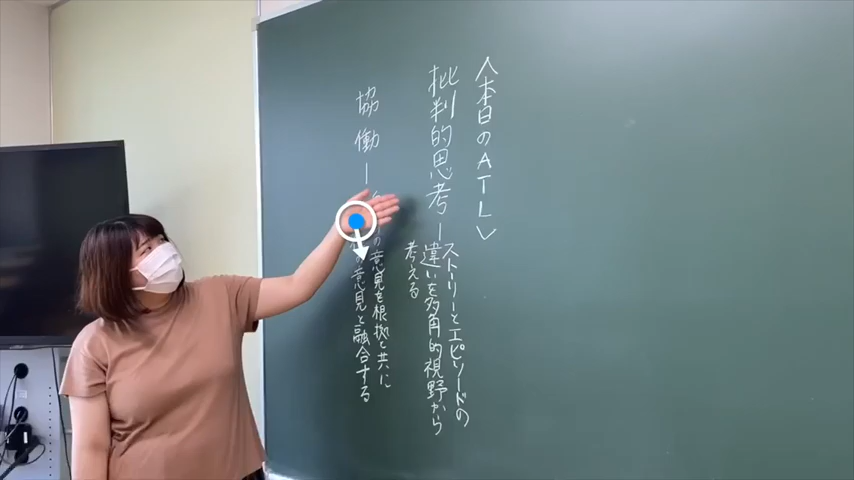 〈本日のATL〉
批判的思考ーストーリーとエピソードの
違いを多角的視野から
考える
協働ー
の意見を根拠と共に
の意見と融合する